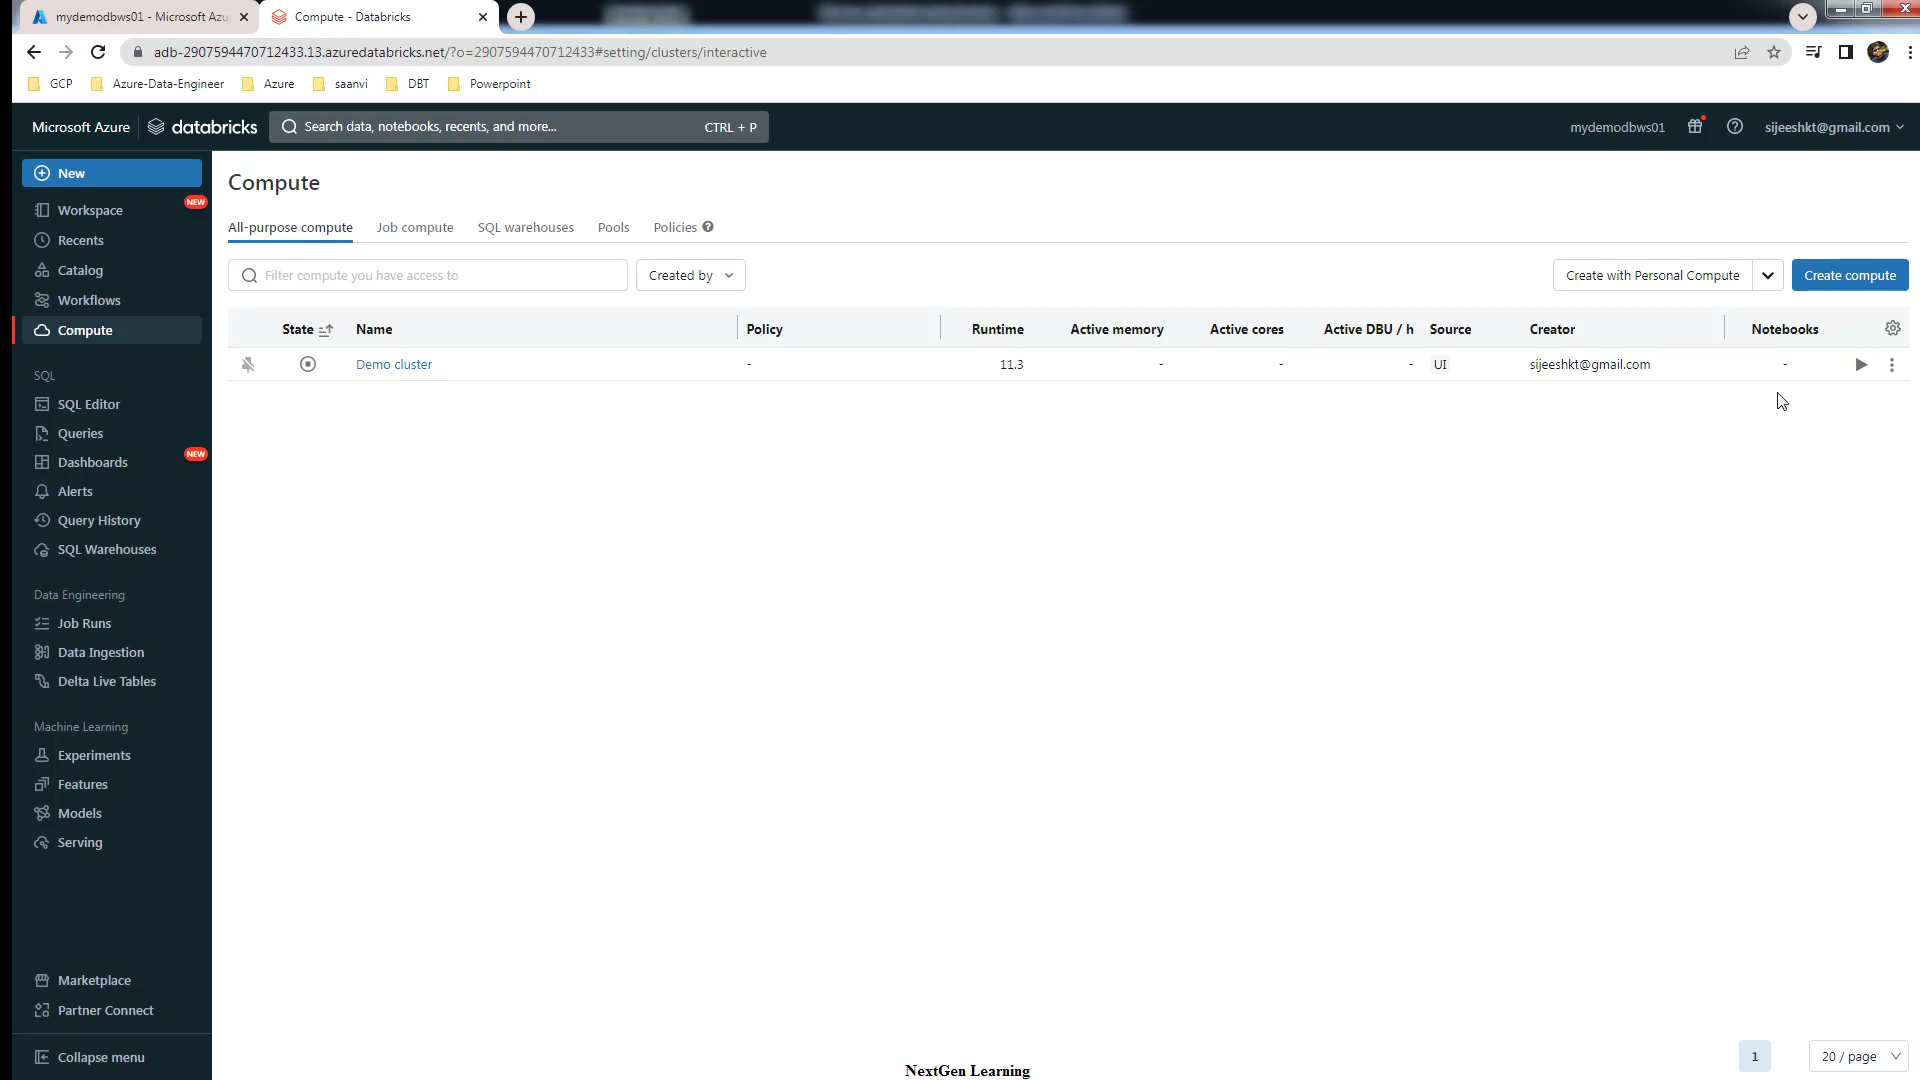 mydemodbws01 - Microsoft Azu
Compute - Databricks
adb-2907594470712433.13.azuredatabricks.net/?o=2907594470712433#setting/clusters/interactive
GCP
Azure-Data-Engineer
Azure
saanvi
DBT
Powerpoint
Microsoft Azure
databricks
Search data, notebooks, recents, and more...
CTRL + P
mydemodbws01
sijeeshkt@gmail.com
New
Workspace
NEW
Recents
Catalog
Workflows
Compute
SQL
SQL Editor
Queries
Dashboards
NEW
Alerts
Query History
SQL Warehouses
Data Engineering
Job Runs
Data Ingestion
Delta Live Tables
Machine Learning
Experiments
Features
Models
Serving
Marketplace
Partner Connect
Collapse menu
Compute
All-purpose compute
Job compute
SQL warehouses
Pools
Policies
Filter compute you have access to
Created by
Create with Personal Compute
Create compute
State Name Policy Runtime Active memory Active cores Active DBU / h Source Creator Notebooks
Demo cluster - 11.3 - - - UI sijeeshkt@gmail.com -
1
20 / page
NextGen Learning